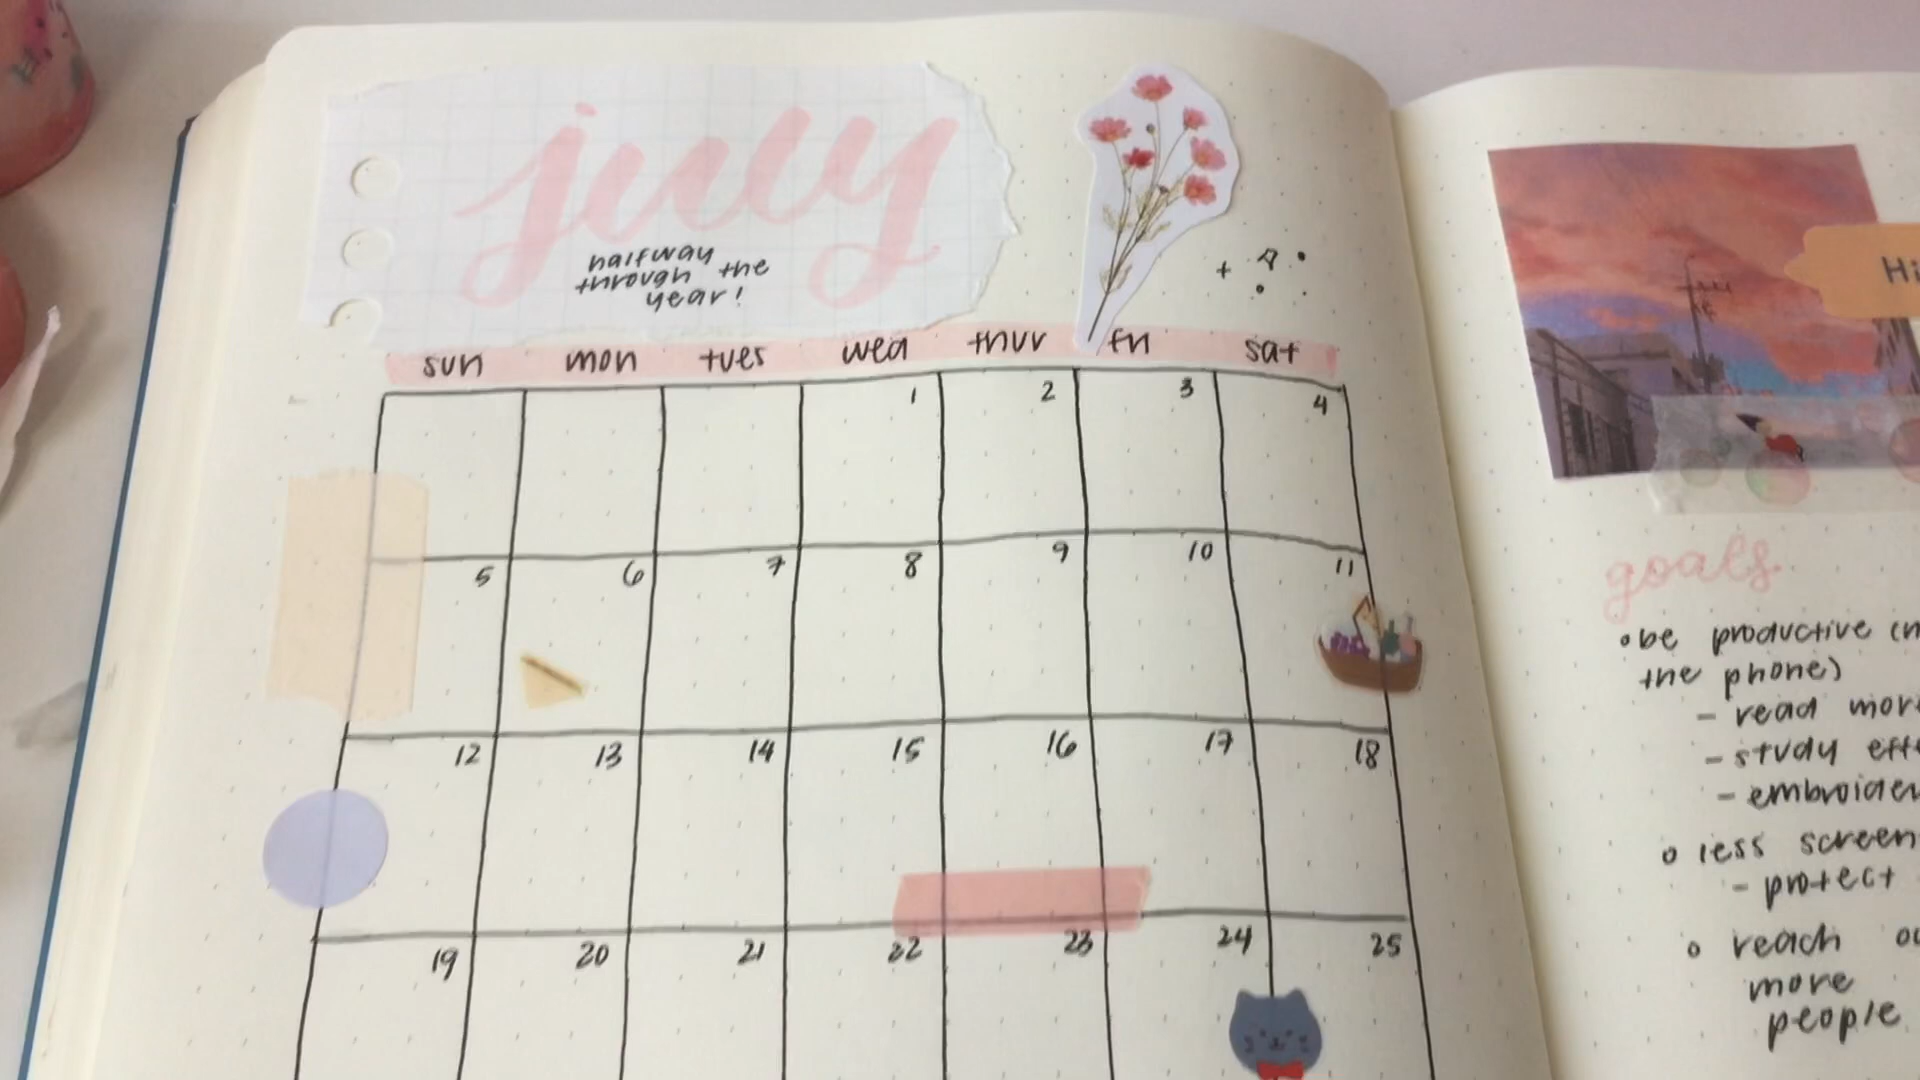 july
halfway
through the
year!
sun mon tues wed thur fri sat
1 2 3 4
5 6 7 8 9 10 11
12 13 14 15 16 17 18
19 20 21 22 23 24 25
Hi
goals
be productive
the phone)
- read
- study
-
less screen
- protect
reach
more
people